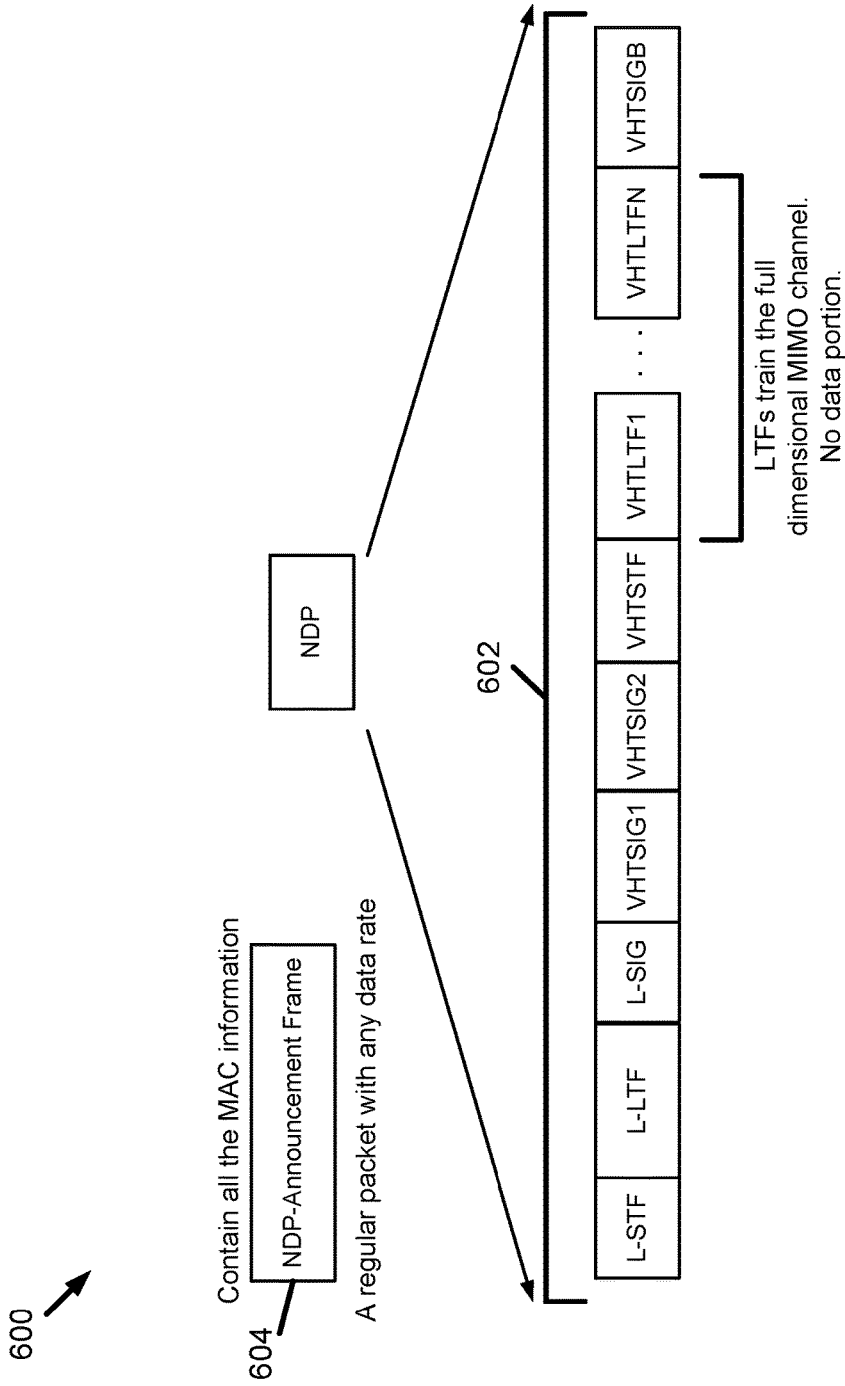 600
Contain all the MAC information
NDP-Announcement Frame
604
A regular packet with any data rate
NDP
602
L-STF
L-LTF
L-SIG
VHTSIG1
VHTSIG2
VHTSTF
VHTLTF1
. . .
VHTLTFN
VHTSIGB
LTFs train the full
dimensional MIMO channel.
No data portion.